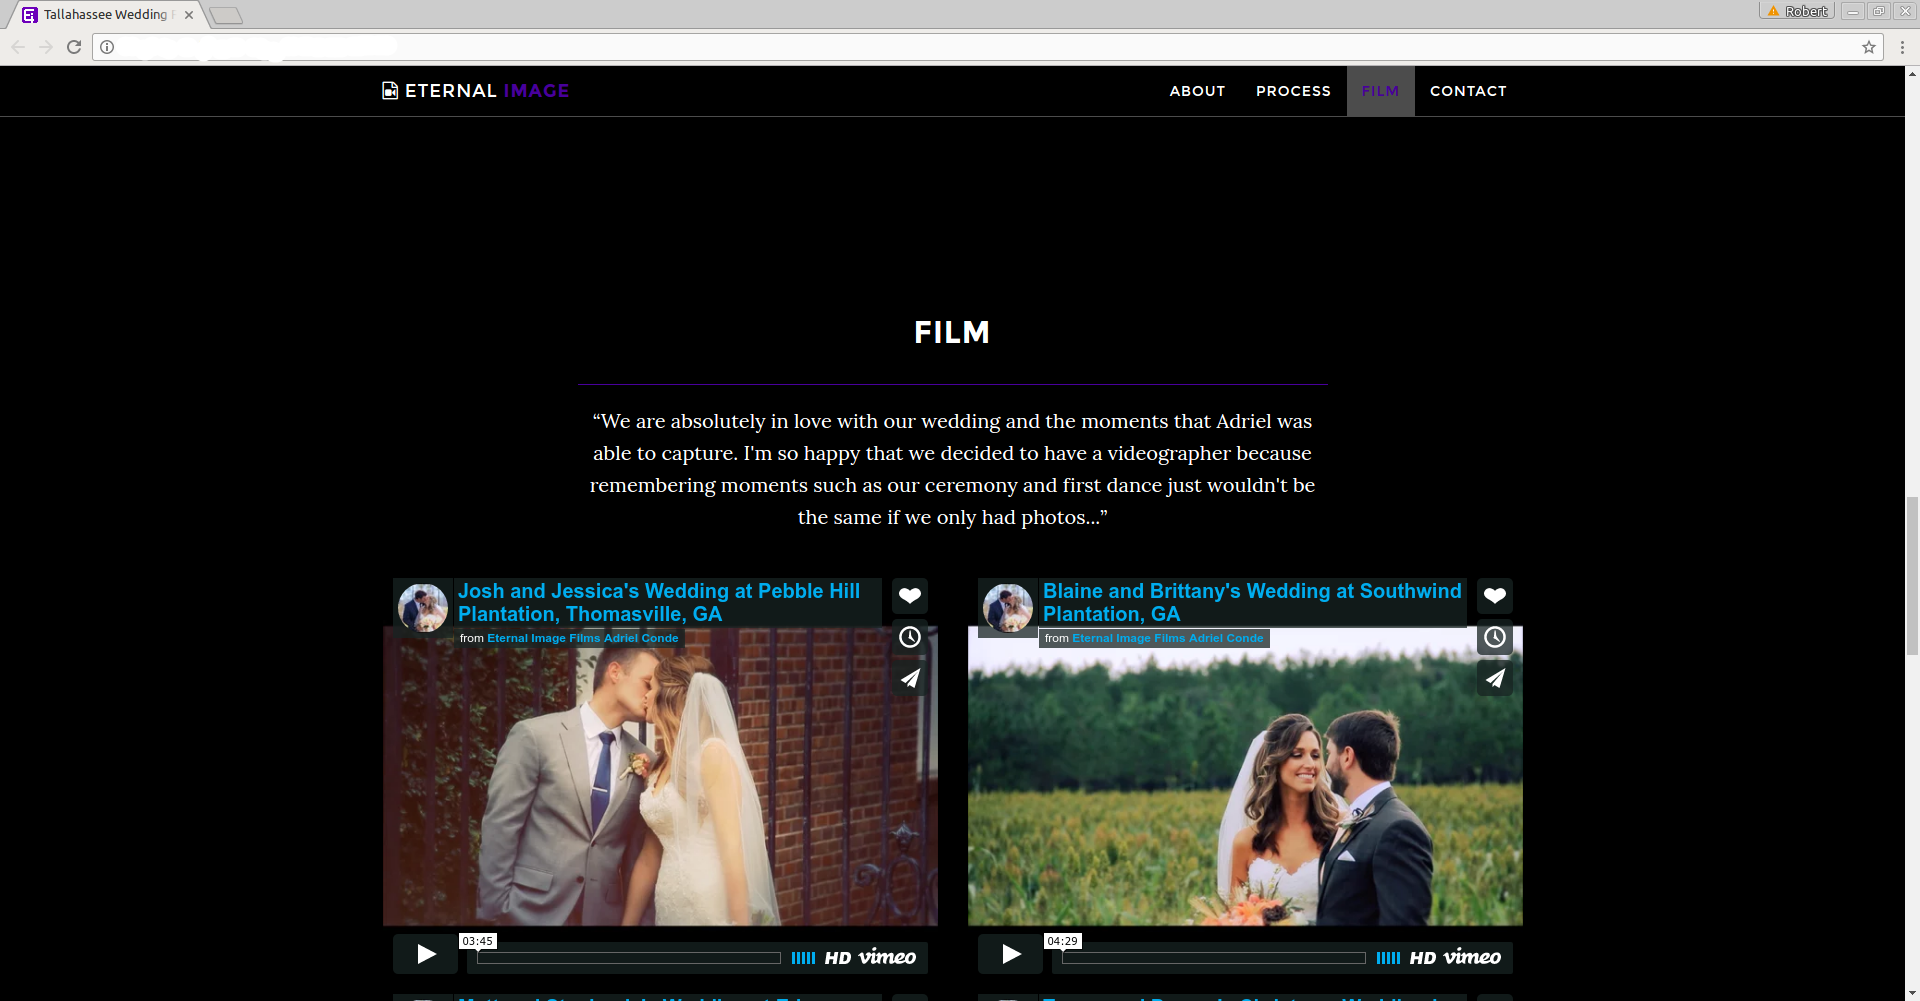 Tallahassee Wedding
Robert
ETERNAL IMAGE
ABOUT
PROCESS
FILM
CONTACT
FILM
“We are absolutely in love with our wedding and the moments that Adriel was
able to capture. I'm so happy that we decided to have a videographer because
remembering moments such as our ceremony and first dance just wouldn't be
the same if we only had photos...”
Josh and Jessica's Wedding at Pebble Hill
Plantation, Thomasville, GA
from Eternal Image Films Adriel Conde
03:45
HD vimeo
Blaine and Brittany's Wedding at Southwind
Plantation, GA
from Eternal Image Films Adriel Conde
04:29
HD vimeo